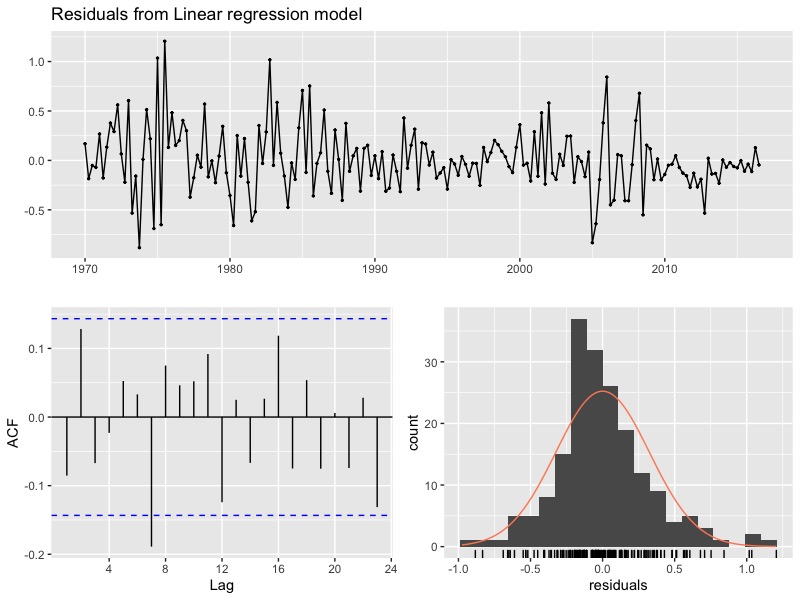 Residuals from Linear regression model
1.0
0.5
0.0
-0.5
1970 1980 1990 2000 2010
ACF
0.1
0.0
-0.1
-0.2
4 8 12 16 20 24
Lag
count
30
20
10
0
-1.0 -0.5 0.0 0.5 1.0
residuals